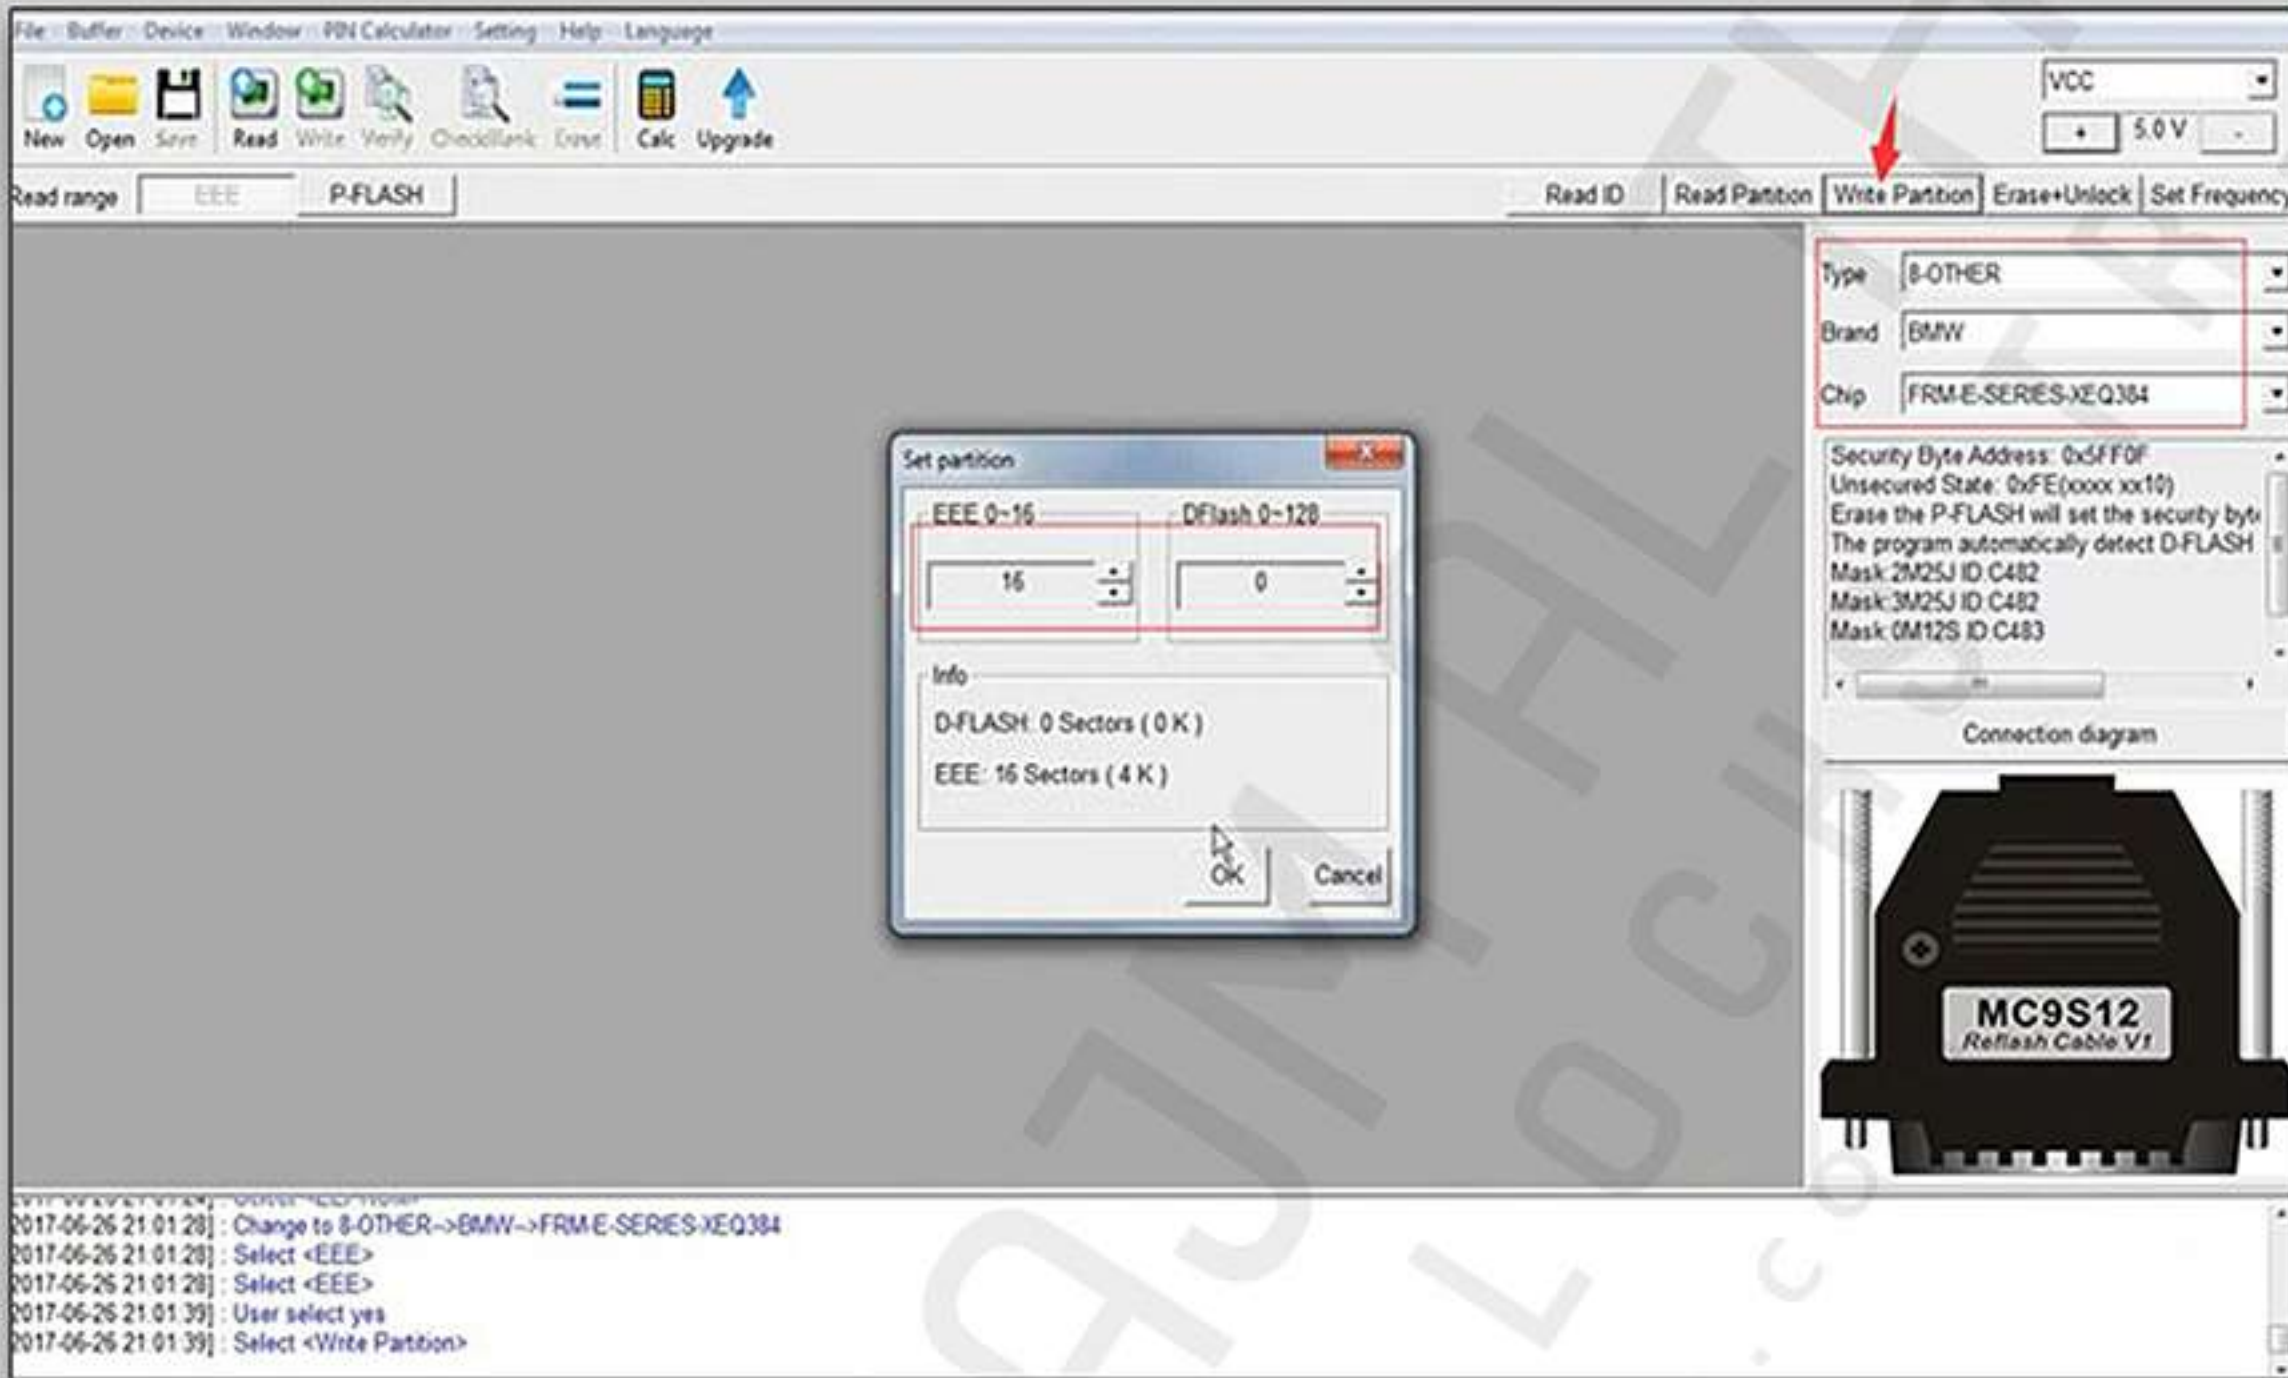 File Buffer Device Window PIN Calculator Setting Help Language
New Open Save Read Write Verify CheckBlank Erase Calc Upgrade
VCC
+ 5.0 V -
Read range EEE P-FLASH
Read ID Read Partition Write Partition Erase+Unlock Set Frequency
Type 8-OTHER
Brand BMW
Chip FRM-E-SERIES-XEQ384
Security Byte Address: 0x5FF0F
Unsecured State: 0xFE(xxxx xx10)
Erase the P-FLASH will set the security byte
The program automatically detect D-FLASH
Mask:2M25J ID:C482
Mask:3M25J ID:C482
Mask:0M12S ID:C483
Connection diagram
MC9S12
Reflash Cable V1
Set partition
EEE 0~16 DFlash 0~128
16 0
Info
D-FLASH: 0 Sectors ( 0 K )
EEE: 16 Sectors ( 4 K )
OK Cancel
2017-06-26 21:01:28] : Change to 8-OTHER-->BMW-->FRM-E-SERIES-XEQ384
2017-06-26 21:01:28] : Select <EEE>
2017-06-26 21:01:28] : Select <EEE>
2017-06-26 21:01:39] : User select yes
2017-06-26 21:01:39] : Select <Write Partition>